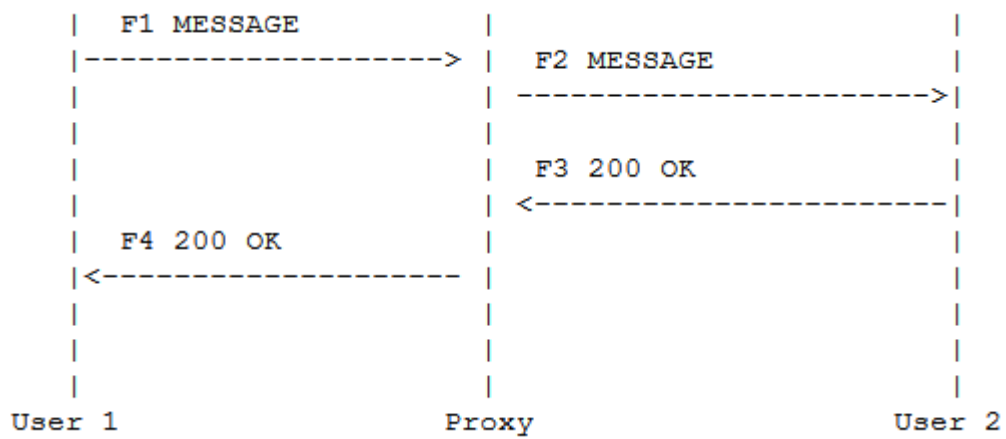 F1 MESSAGE
F2 MESSAGE
F3 200 OK
F4 200 OK
User 1 Proxy User 2